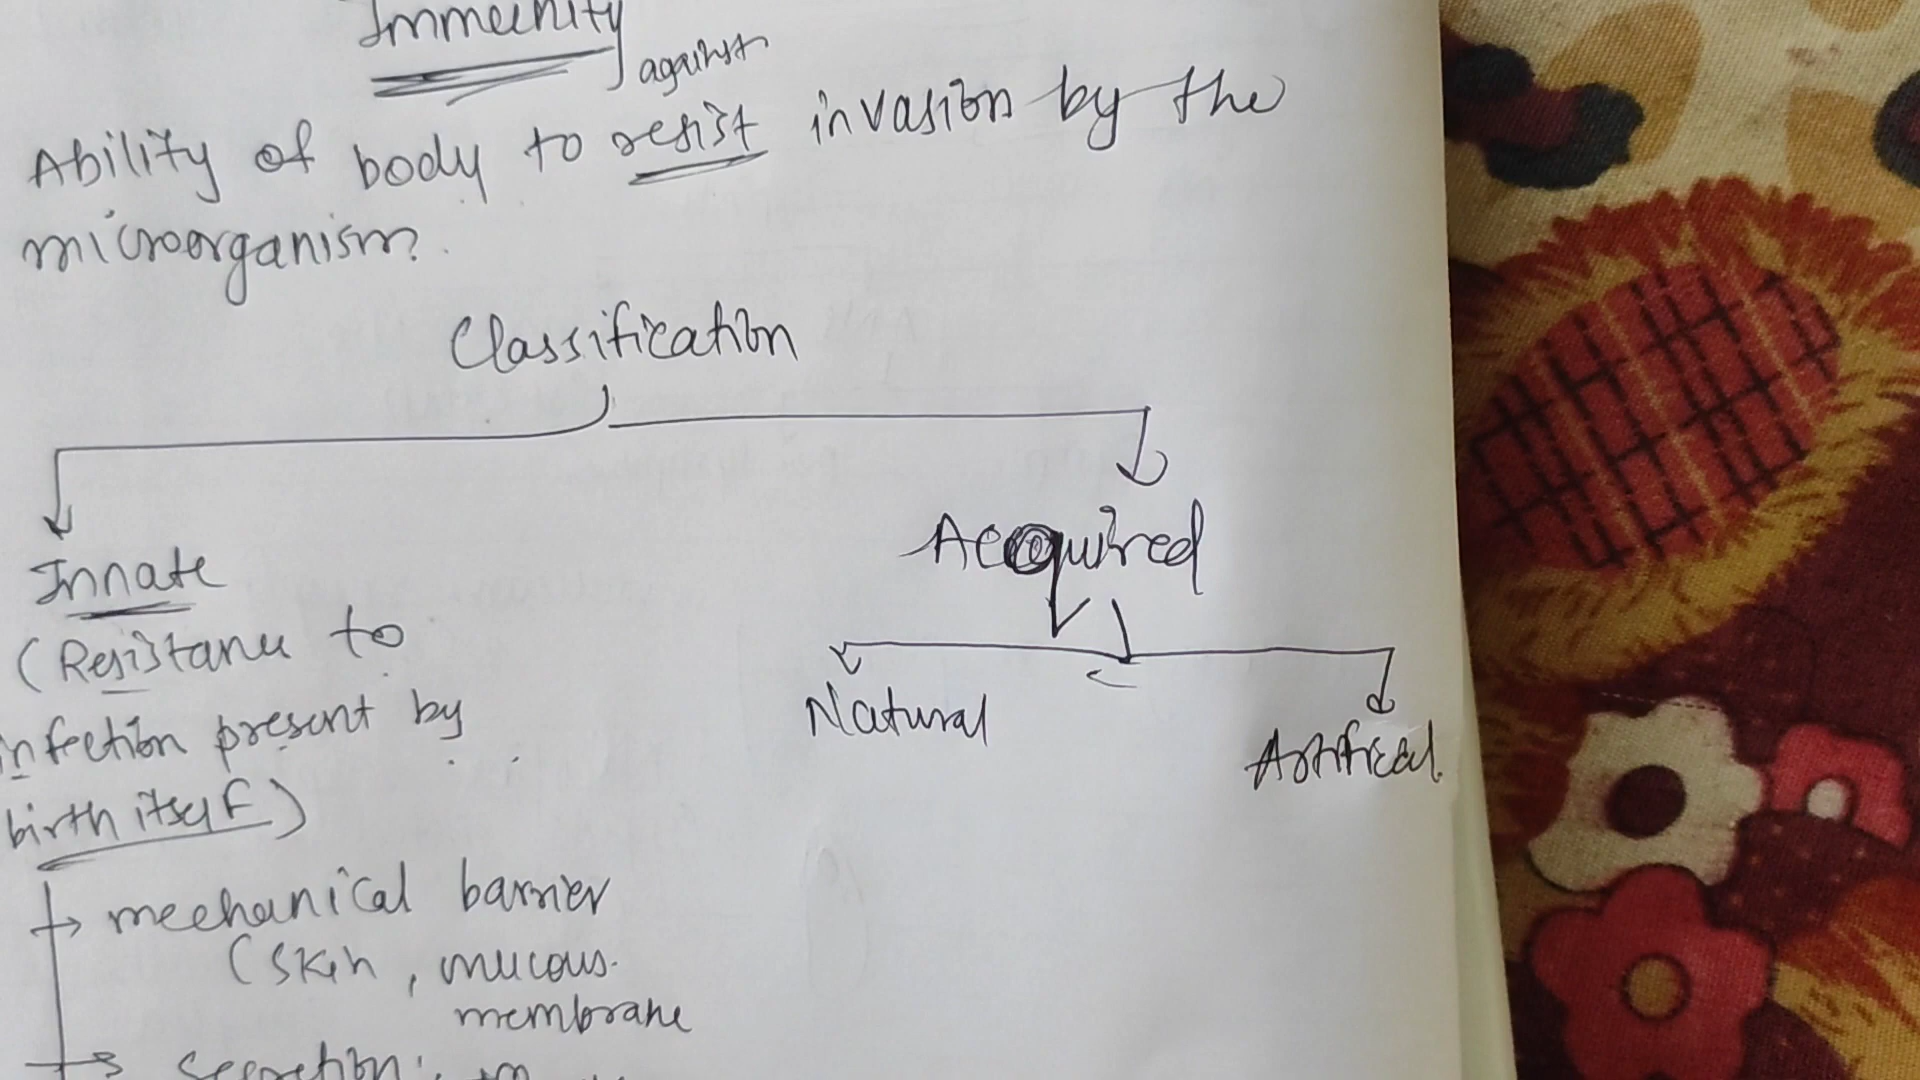 Immunity
against
Ability of body to resist invasion by the
microorganism.
Classification
Innate
Acquired
(Resistance to
infection present by
birth itself)
Natural
Artifical
→ mechanical barrier
(Skin, mucous
membrane
→ secretion: